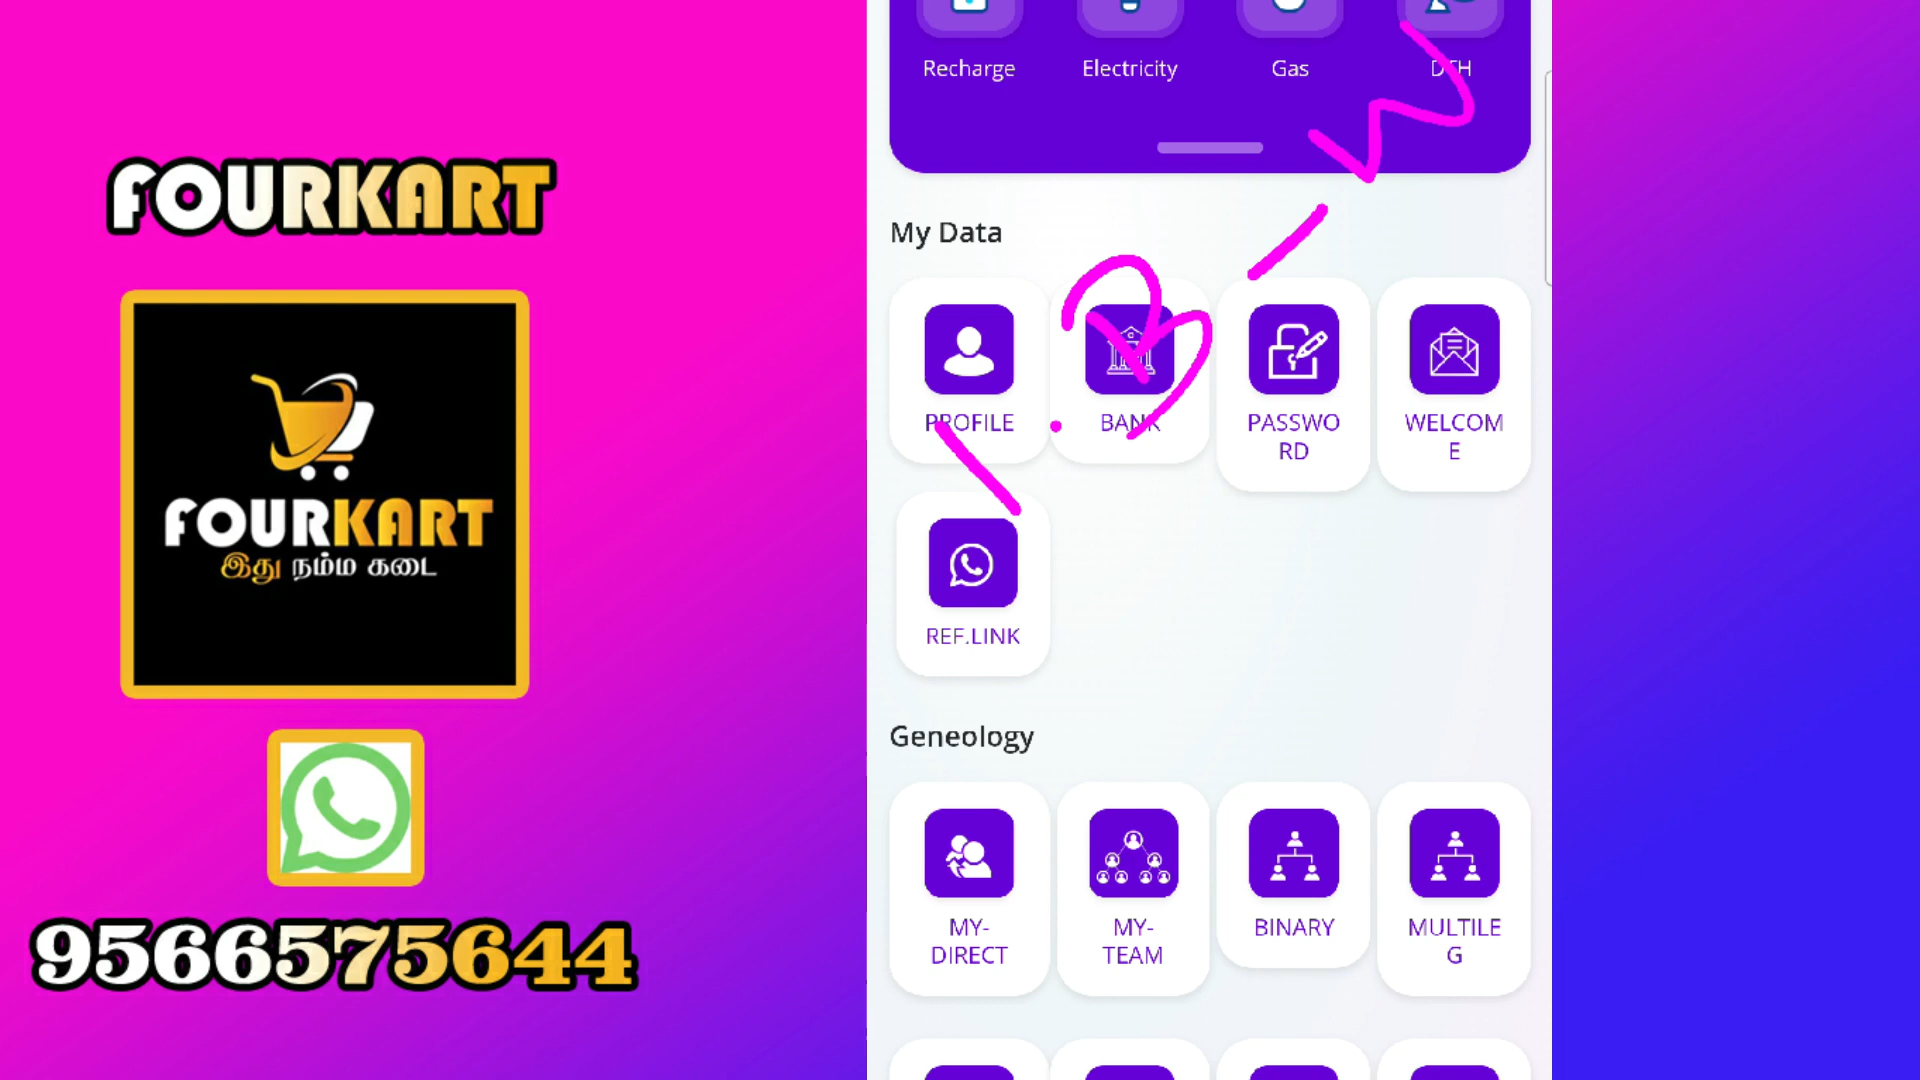 FOURKART
FOURKART
இது நம்ம கடை
9566575644
Recharge Electricity Gas DTH
My Data
PROFILE BANK PASSWO
RD WELCOM
E
REF.LINK
Geneology
MY-
DIRECT MY-
TEAM BINARY MULTILE
G